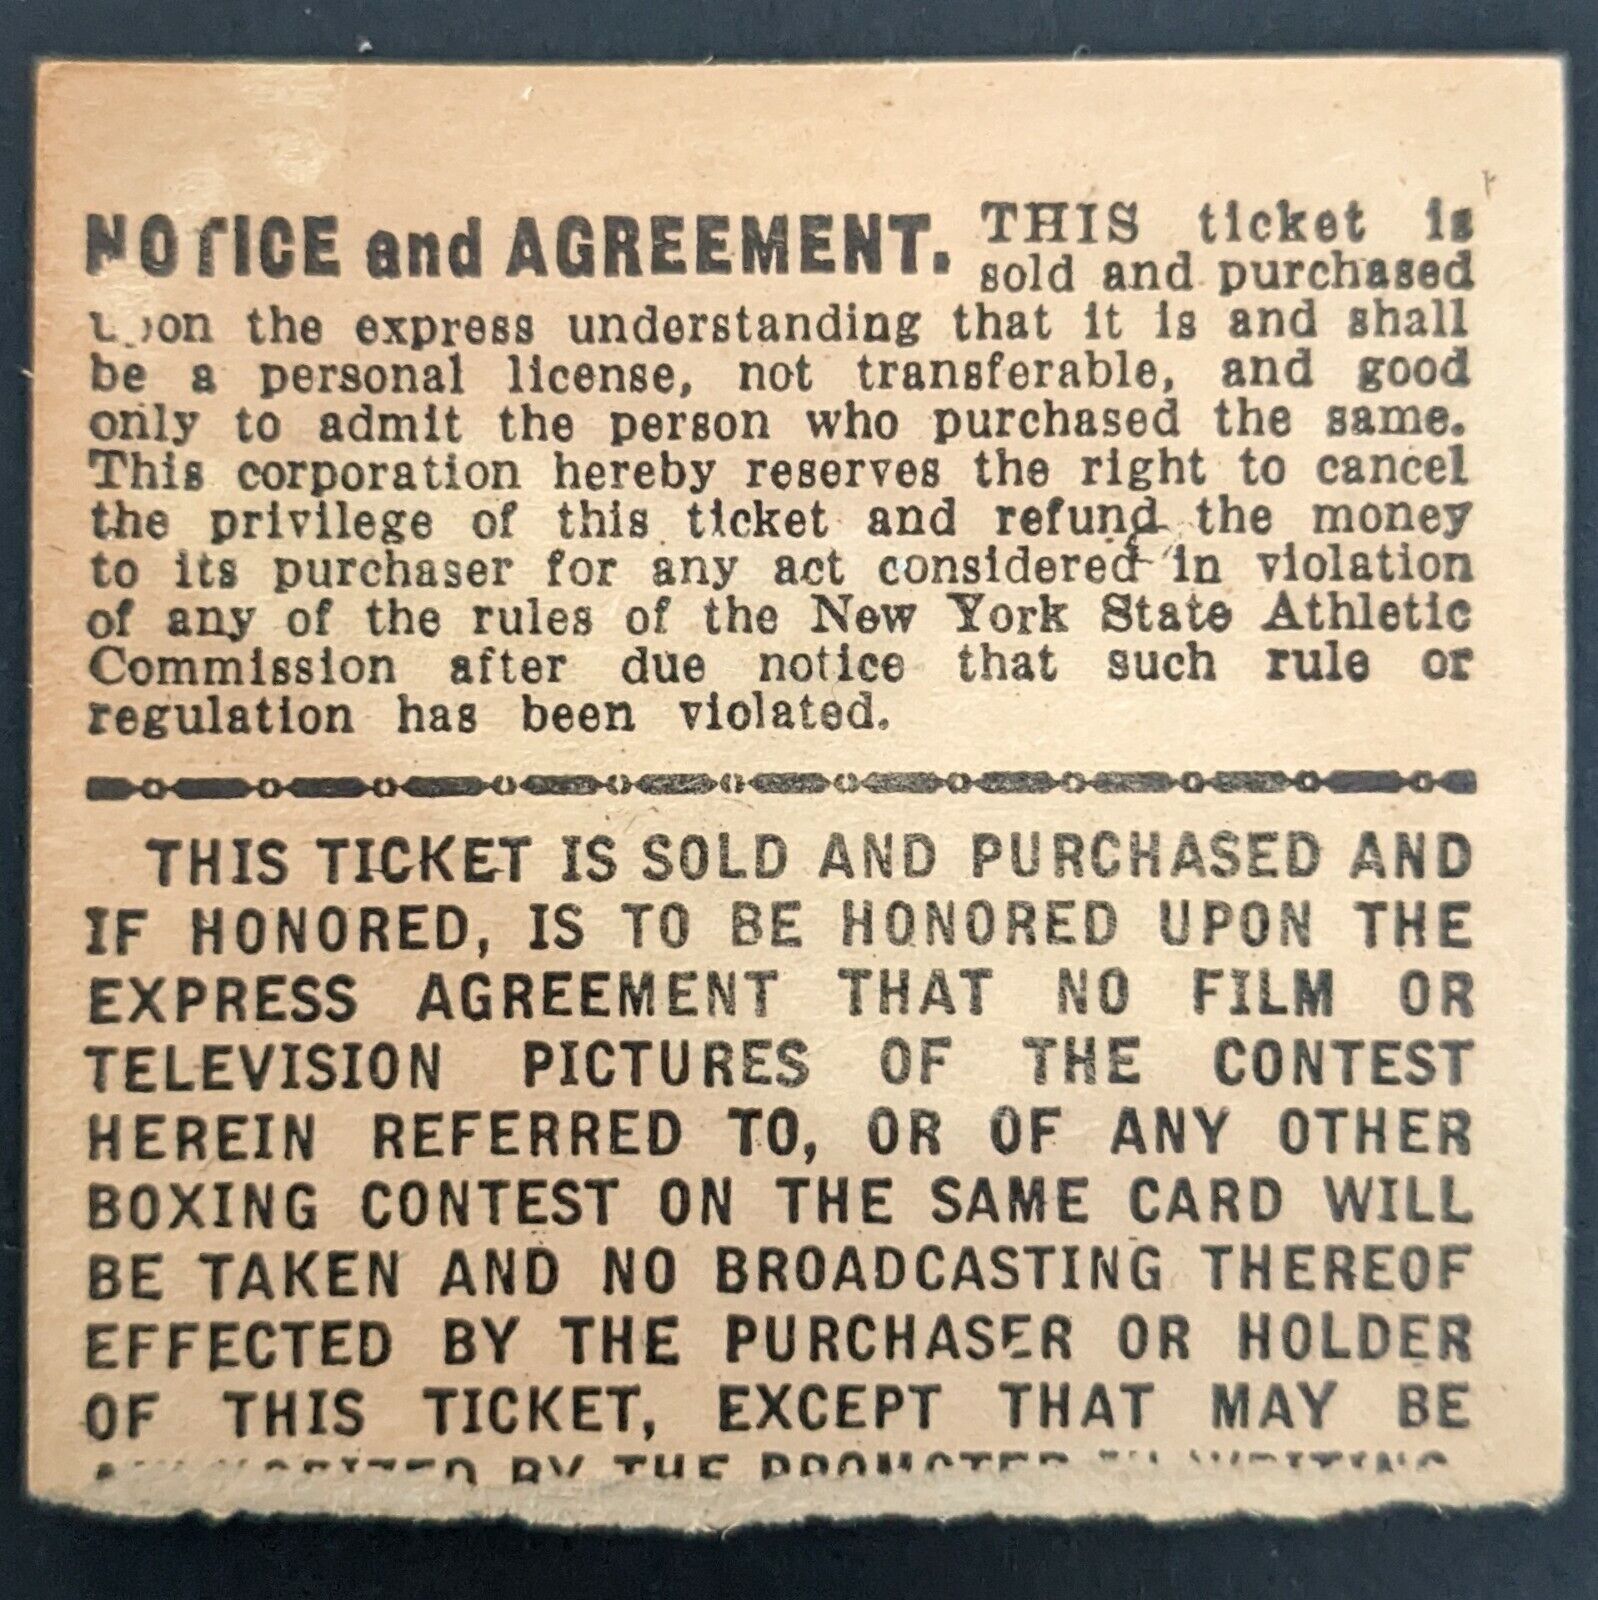 NOTICE and AGREEMENT. THIS ticket is
sold and purchased
upon the express understanding that it is and shall
be a personal license, not transferable, and good
only to admit the person who purchased the same.
This corporation hereby reserves the right to cancel
the privilege of this ticket and refund the money
to its purchaser for any act considered in violation
of any of the rules of the New York State Athletic
Commission after due notice that such rule or
regulation has been violated.
THIS TICKET IS SOLD AND PURCHASED AND
IF HONORED, IS TO BE HONORED UPON THE
EXPRESS AGREEMENT THAT NO FILM OR
TELEVISION PICTURES OF THE CONTEST
HEREIN REFERRED TO, OR OF ANY OTHER
BOXING CONTEST ON THE SAME CARD WILL
BE TAKEN AND NO BROADCASTING THEREOF
EFFECTED BY THE PURCHASER OR HOLDER
OF THIS TICKET, EXCEPT THAT MAY BE
AUTHORIZED BY THE PROMOTER IN WRITING.